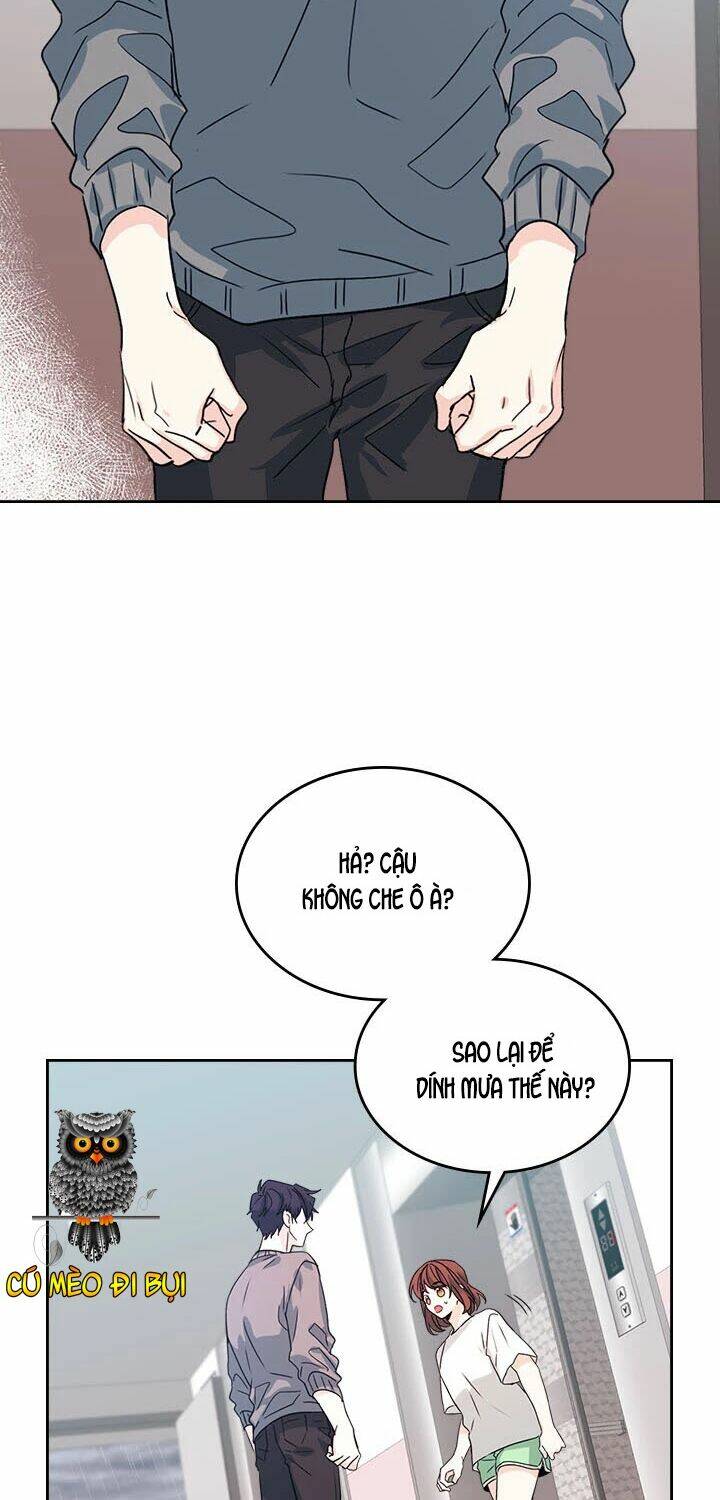 HẢ? CẬU
KHÔNG CHE Ô À?
SAO LẠI ĐỂ
DÍNH MƯA THẾ NÀY?
CÚ MÈO ĐI BỤI